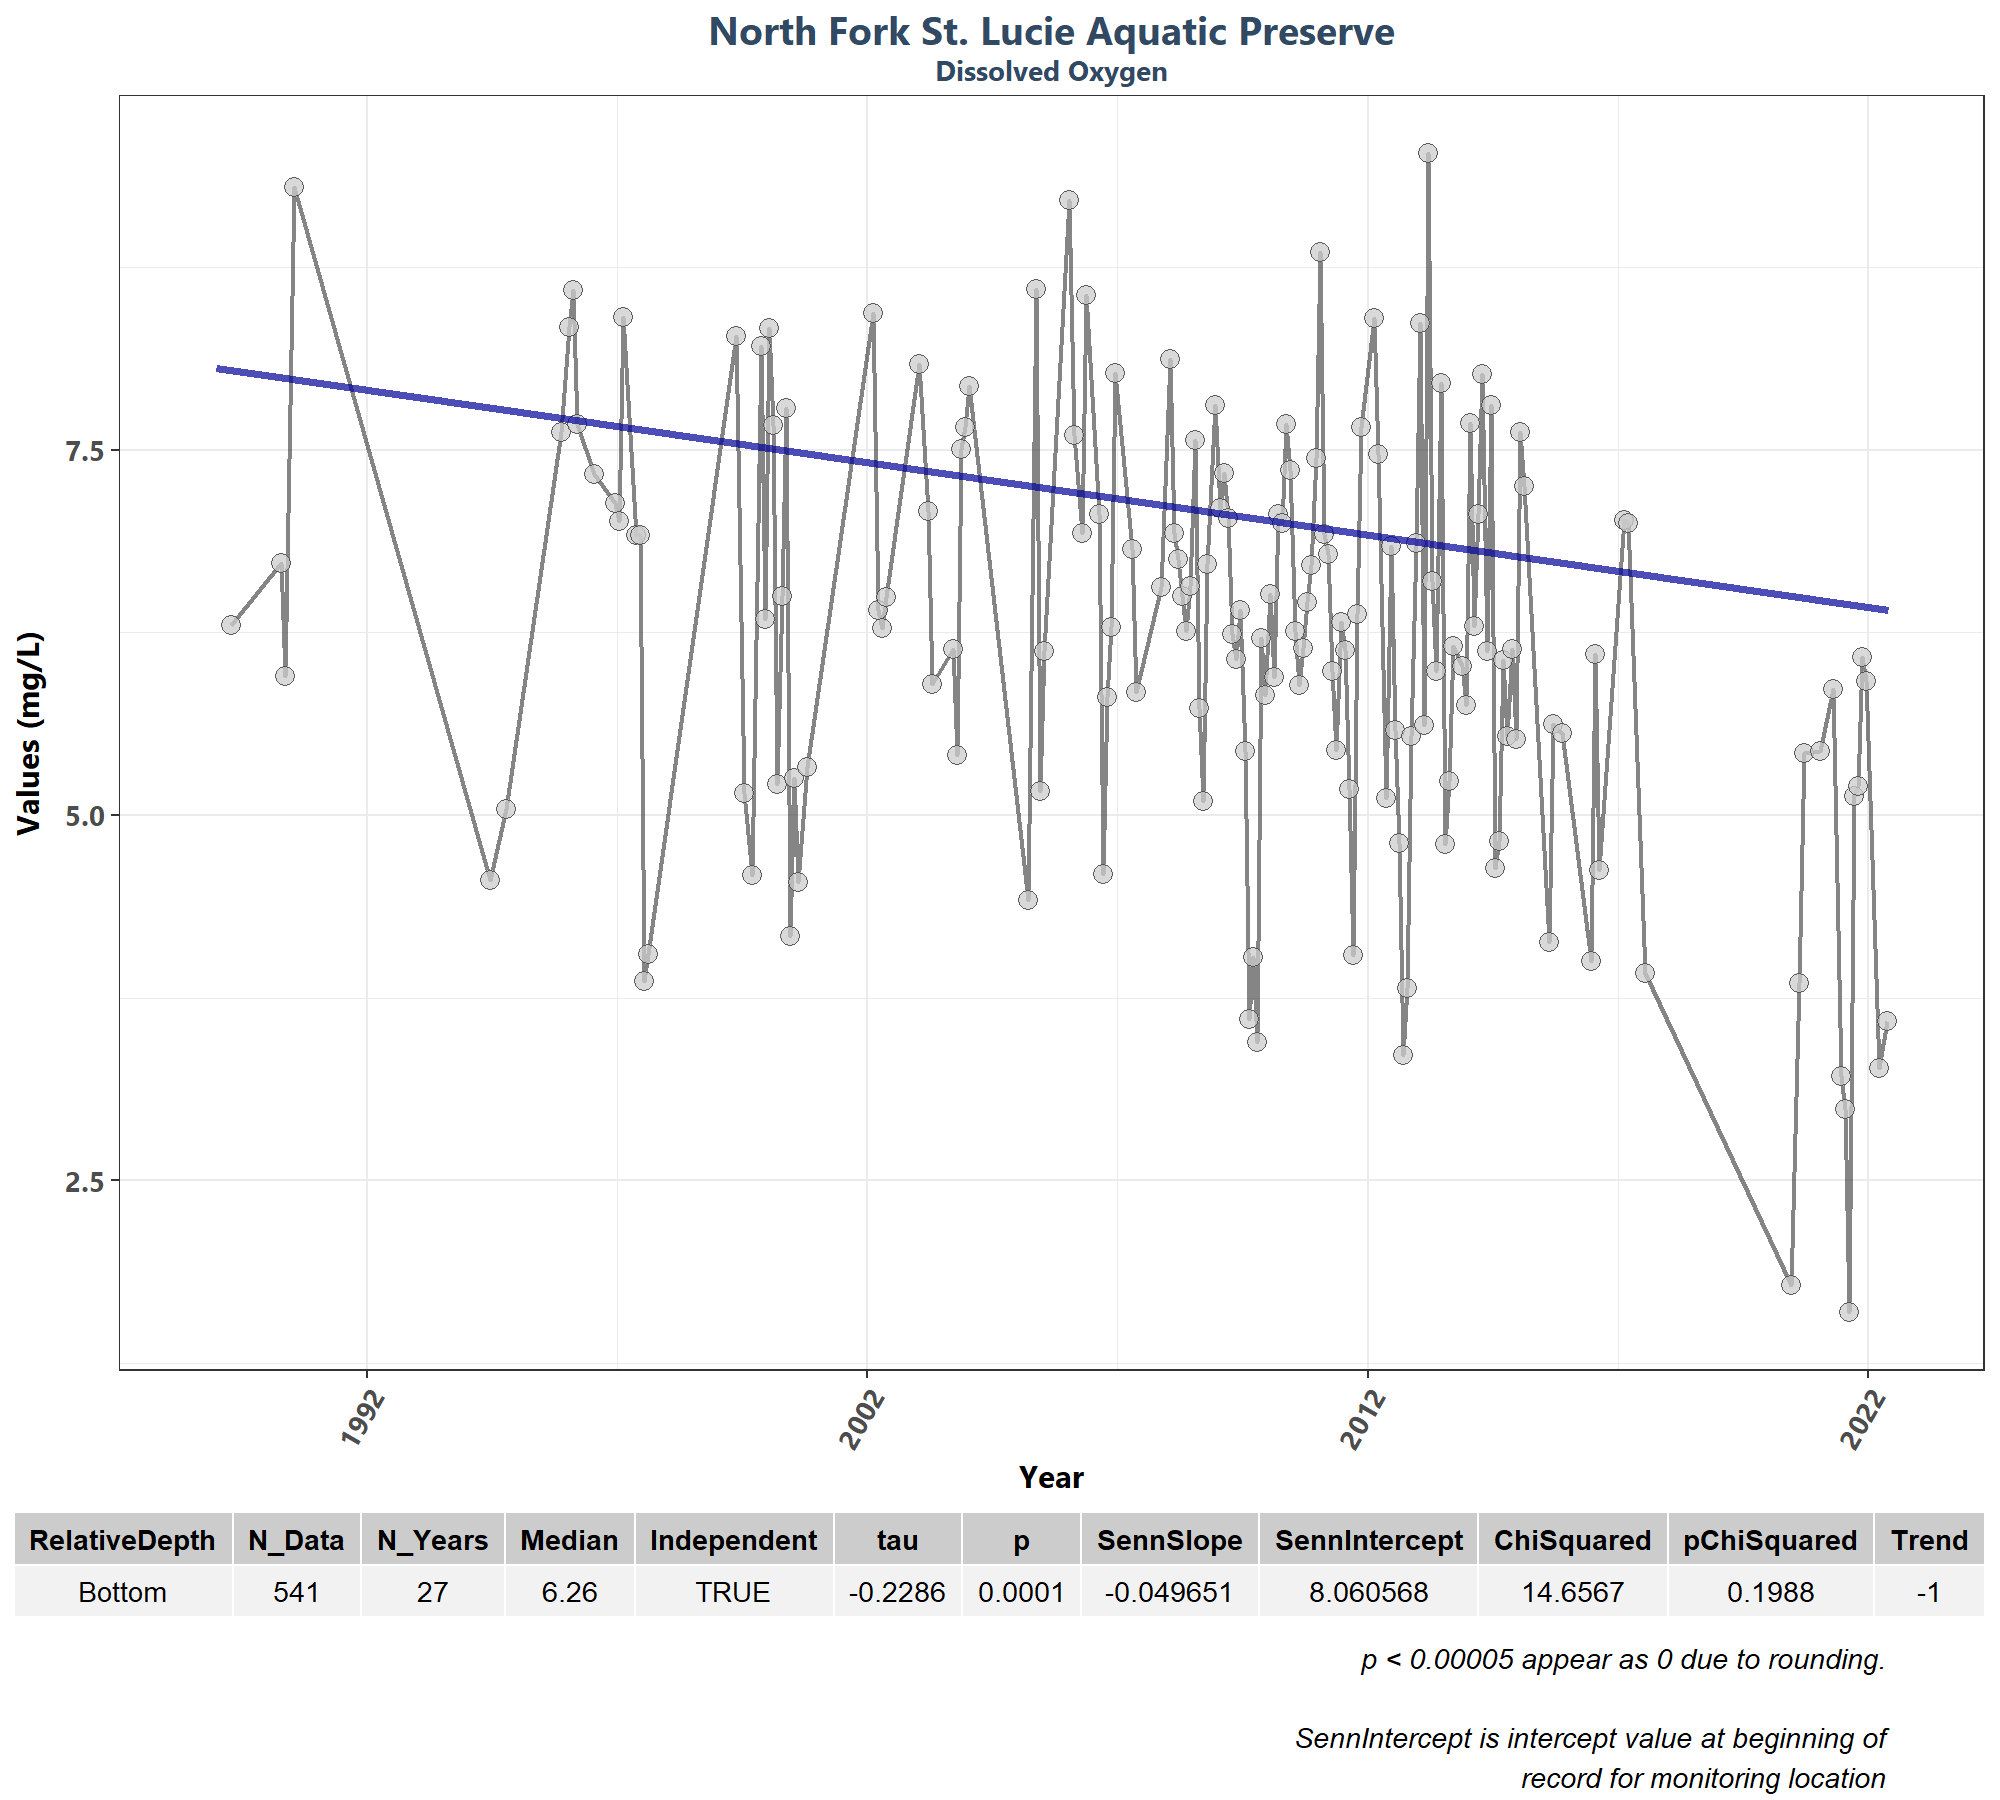 North Fork St. Lucie Aquatic Preserve
Dissolved Oxygen
Values (mg/L)
7.5
5.0
2.5
1992 2002 2012 2022
Year
RelativeDepth N_Data N_Years Median Independent tau p SennSlope SennIntercept ChiSquared pChiSquared Trend
Bottom 541 27 6.26 TRUE -0.2286 0.0001 -0.049651 8.060568 14.6567 0.1988 -1
p < 0.00005 appear as 0 due to rounding.
SennIntercept is intercept value at beginning of
record for monitoring location